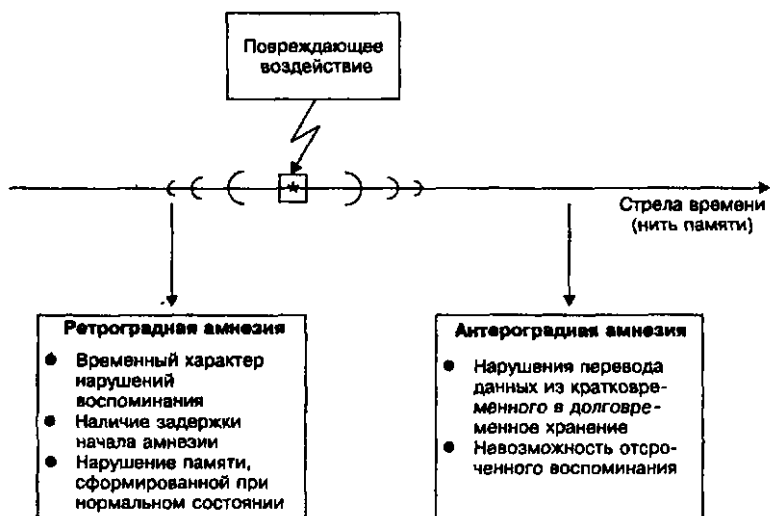 Повреждающее
воздействие
*
Стрела времени
(нить памяти)
Ретроградная амнезия
● Временный характер
нарушений
воспоминания
● Наличие задержки
начала амнезии
● Нарушение памяти,
сформированной при
нормальном состоянии
Антероградная амнезия
● Нарушения перевода
данных из кратковре-
менного в долговре-
менное хранение
● Невозможность отсро-
ченного воспоминания